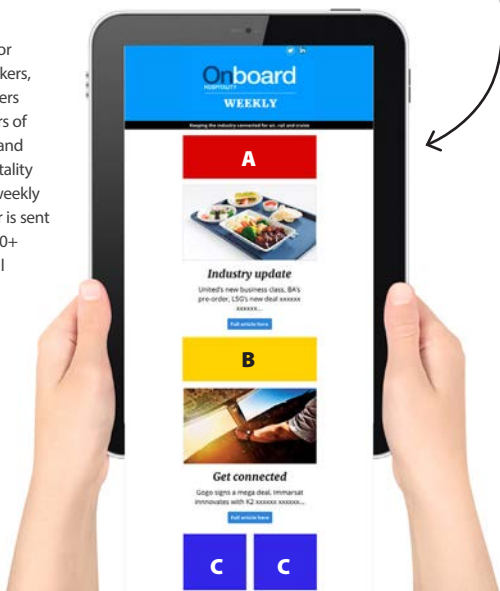 or
kers,
ers
rs of
and
tality
weekly
r is sent
0+
l
in
Onboard
HOSPITALITY
WEEKLY
Keeping the industry connected for air, rail and cruise
A
Industry update
United's new business class, BA's
pre-order, LSG's new deal xxxxxx
xxxxxx...
Full article here
B
Get connected
Gogo signs a mega deal, Immarsat
innnovates with K2 xxxxxx xxxxxx...
Full article here
C C